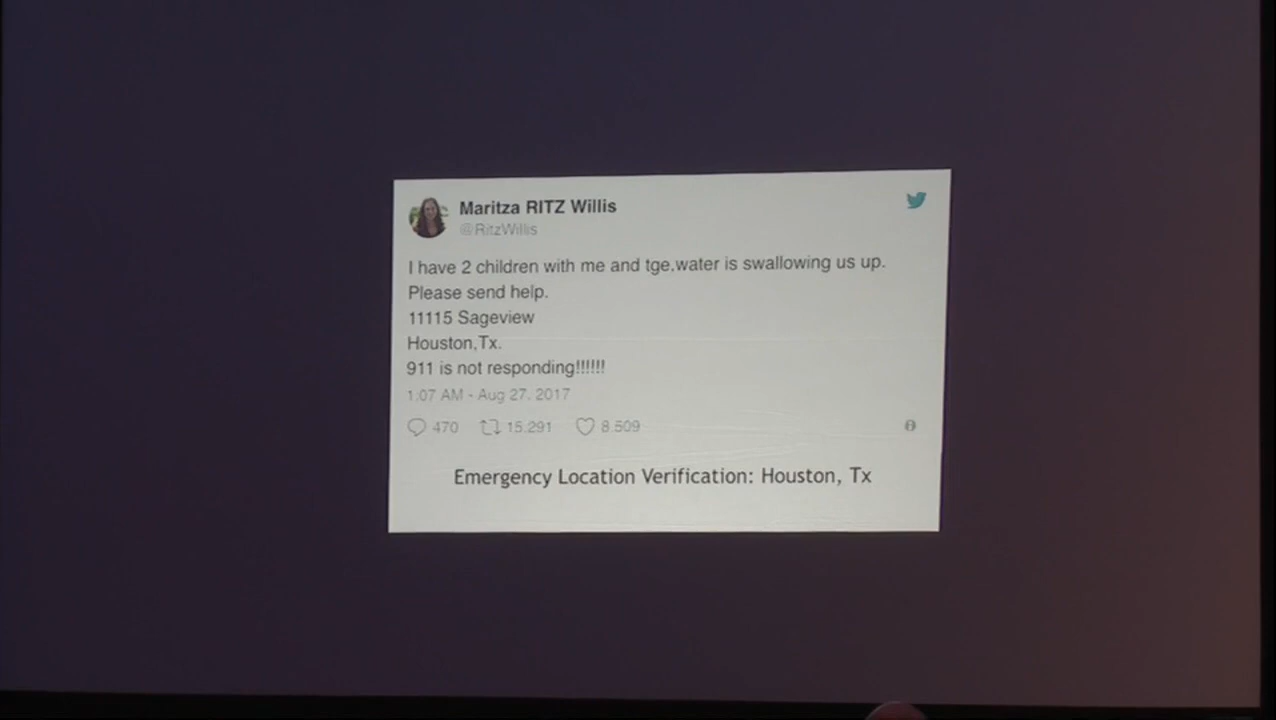 Maritza RITZ Willis
@RitzWillis
I have 2 children with me and tge.water is swallowing us up.
Please send help.
11115 Sageview
Houston,Tx.
911 is not responding!!!!!!
1:07 AM - Aug 27, 2017
470 15.291 8.509
Emergency Location Verification: Houston, Tx